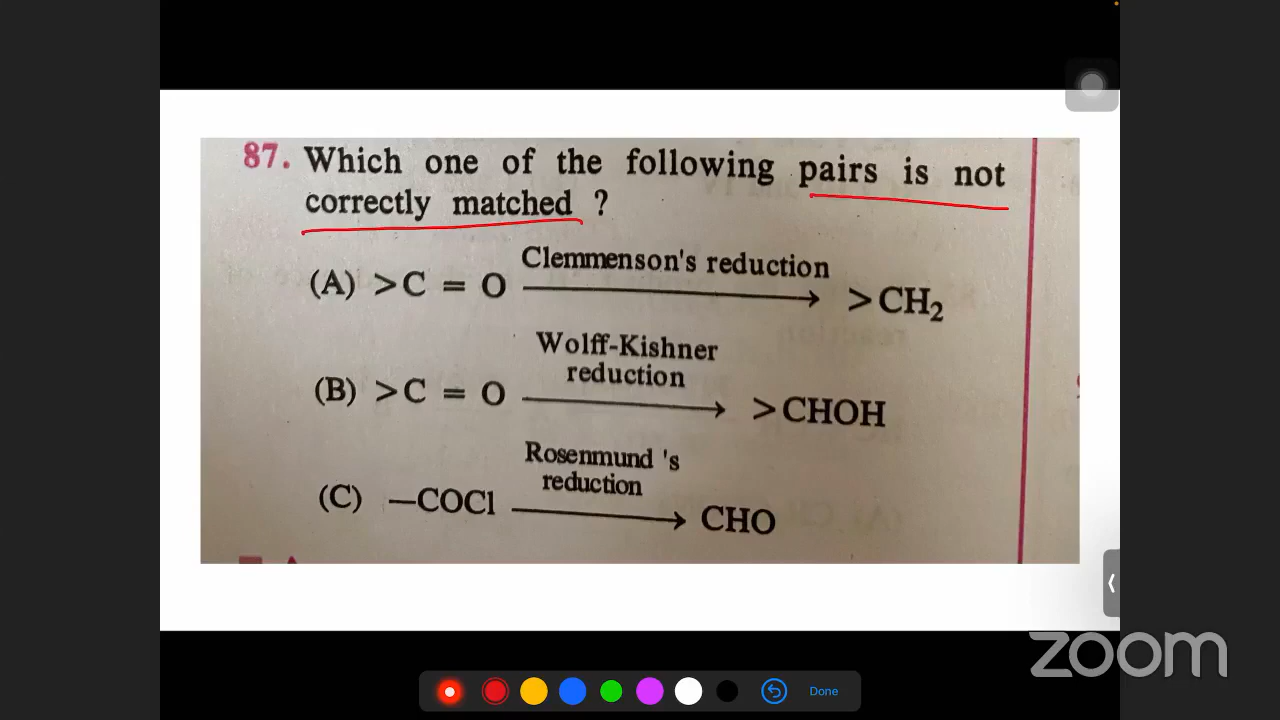 87. Which one of the following pairs is not
correctly matched ?
Clemmenson's reduction
(A) >C = O ⟶ >CH₂
Wolff-Kishner
reduction
(B) >C = O ⟶ >CHOH
Rosenmund 's
reduction
(C) —COCl ⟶ CHO
zoom
Done